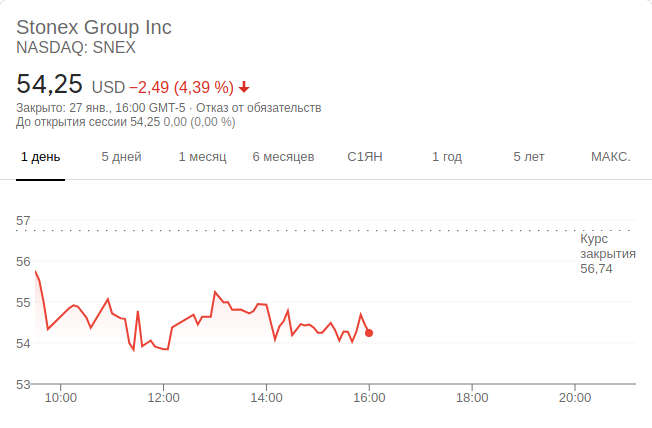 Stonex Group Inc
NASDAQ: SNEX
54,25 USD −2,49 (4,39 %)
Закрыто: 27 янв., 16:00 GMT-5 · Отказ от обязательств
До открытия сессии 54,25 0,00 (0,00 %)
1 день 5 дней 1 месяц 6 месяцев С1ЯН 1 год 5 лет МАКС.
57
Курс
закрытия
56,74
56
55
54
53
10:00 12:00 14:00 16:00 18:00 20:00